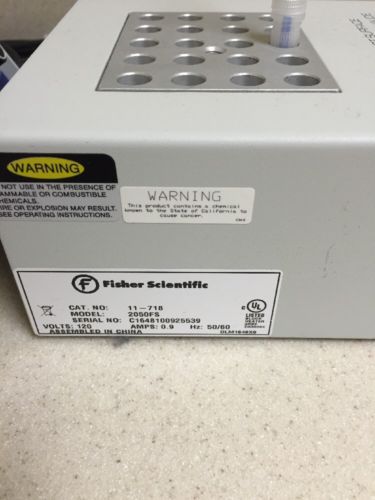 WARNING
NOT USE IN THE PRESENCE OF
AMMABLE OR COMBUSTIBLE
HEMICALS.
IRE OR EXPLOSION MAY RESULT.
SEE OPERATING INSTRUCTIONS.
WARNING
This product contains a chemical
known to the State of California to
cause cancer.
Fisher Scientific
CAT. NO: 11-718
MODEL: 2050FS
SERIAL NO: C1648100925539
VOLTS: 120 AMPS: 0.9 Hz: 50/60
ASSEMBLED IN CHINA
C UL
LISTED